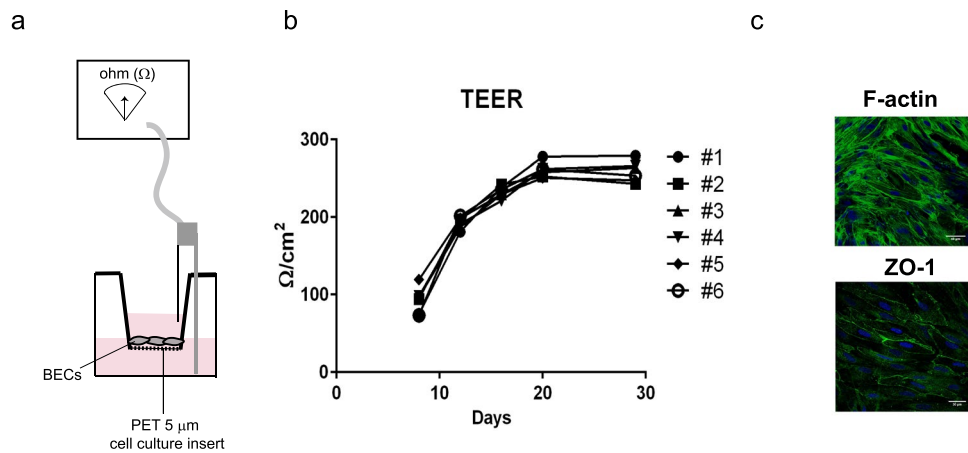 a
ohm (Ω)
BECs
PET 5 μm
cell culture insert
b
TEER
Ω/cm²
300
200
100
0
0
10
20
30
Days
#1
#2
#3
#4
#5
#6
c
F-actin
ZO-1